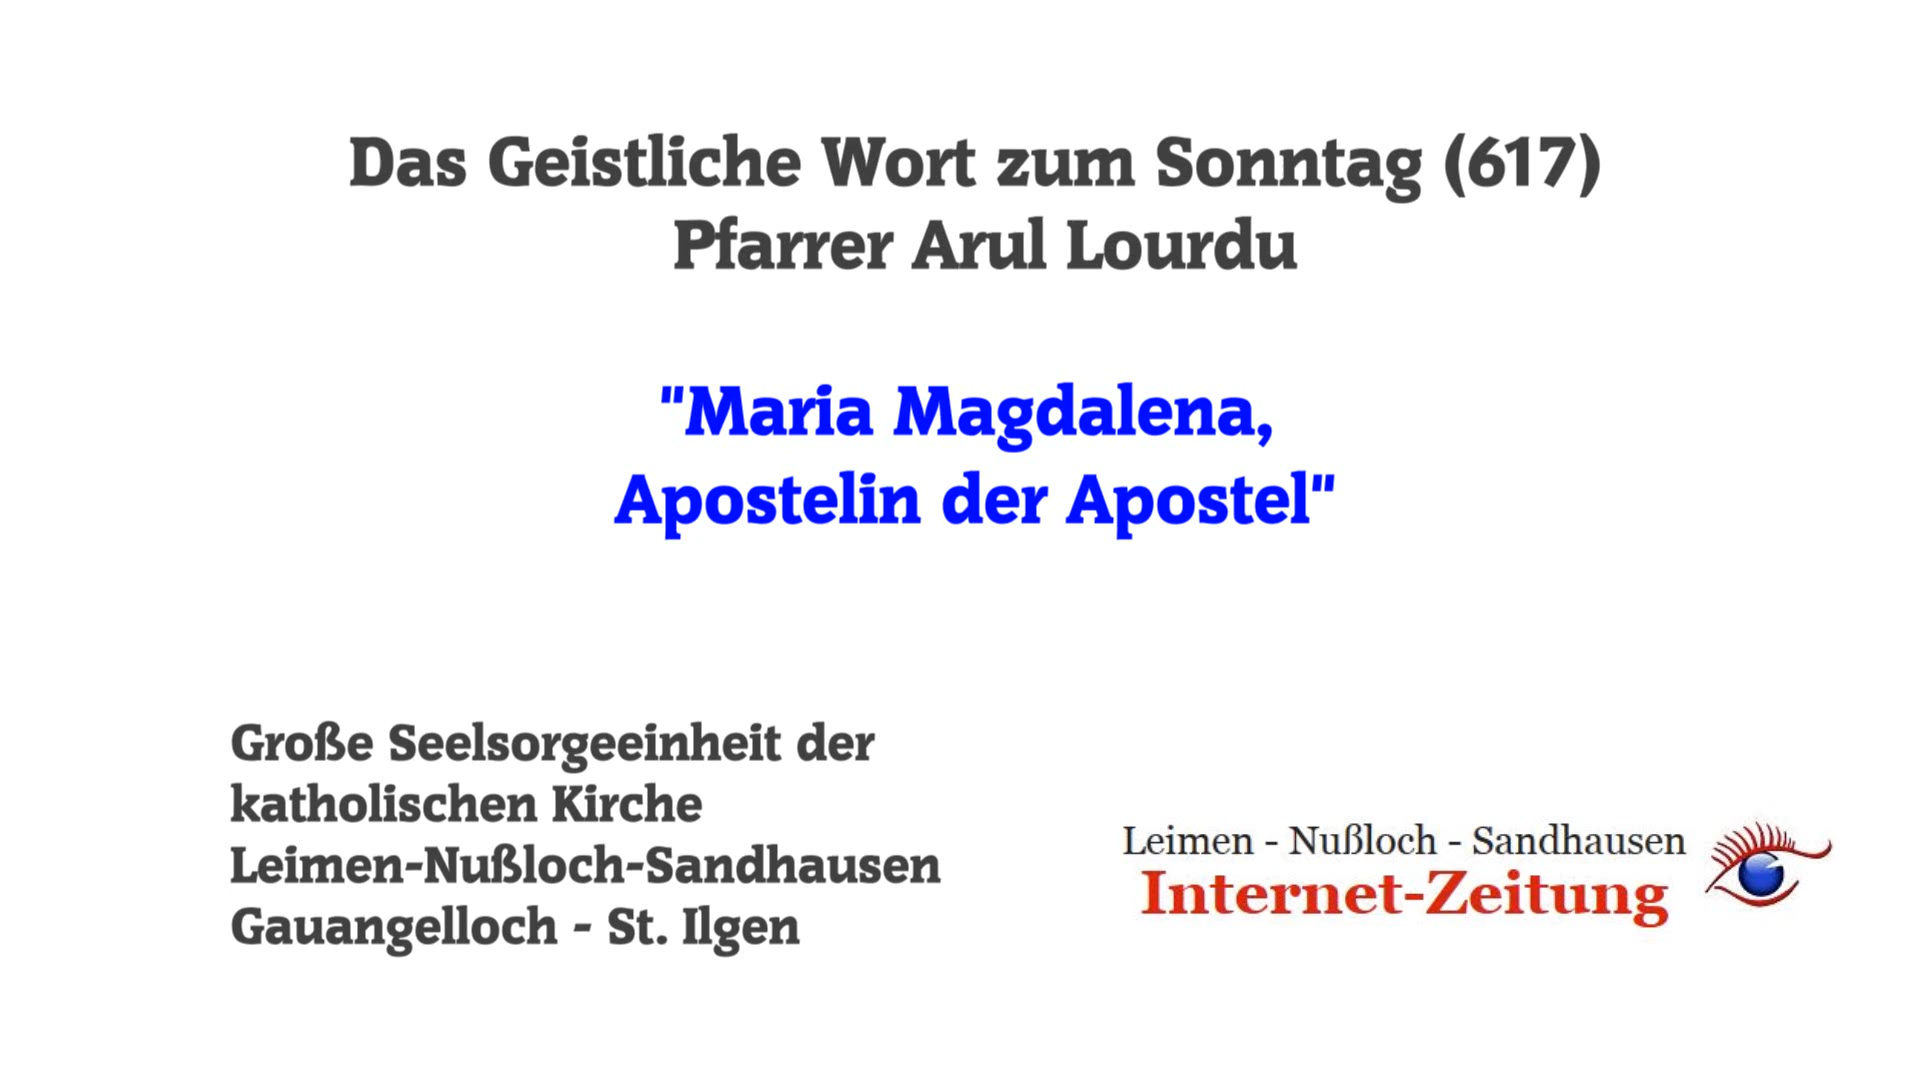 Das Geistliche Wort zum Sonntag (617)
Pfarrer Arul Lourdu
"Maria Magdalena,
Apostelin der Apostel"
Große Seelsorgeeinheit der
katholischen Kirche
Leimen-Nußloch-Sandhausen
Gauangelloch - St. Ilgen
Leimen - Nußloch - Sandhausen
Internet-Zeitung